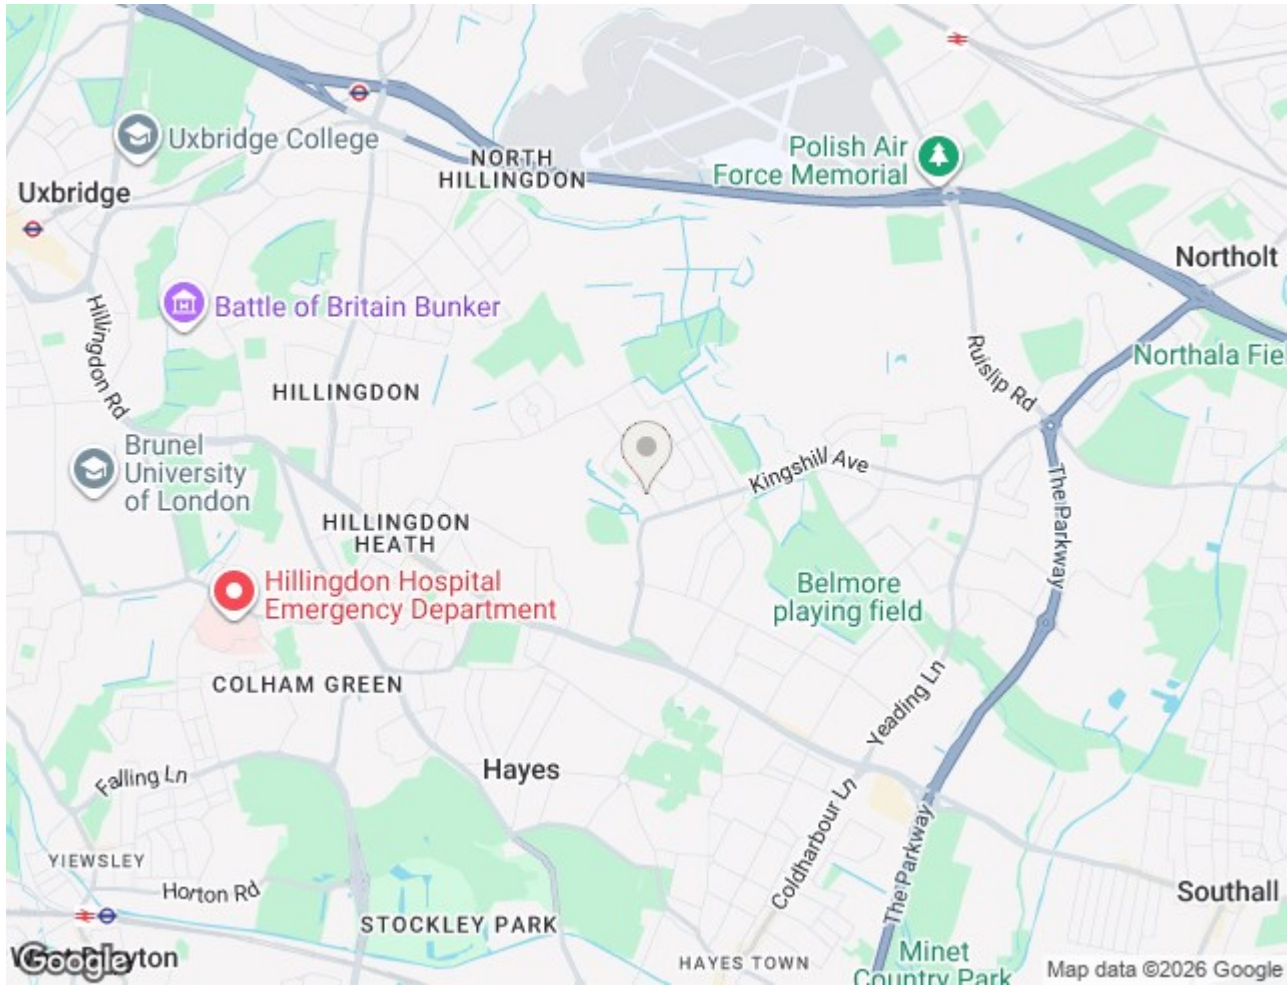 Uxbridge College
NORTH
HILLINGDON
Polish Air
Force Memorial
Uxbridge
Northolt
Battle of Britain Bunker
Hillingdon Rd
Ruislip Rd
Northala Fie
HILLINGDON
Brunel
University
of London
Kingshill Ave
The Parkway
HILLINGDON
HEATH
Hillingdon Hospital
Emergency Department
Belmore
playing field
COLHAM GREEN
Yeading Ln
Falling Ln
Hayes
Coldharbour Ln
The Parkway
YIEWSLEY
Horton Rd
Southall
STOCKLEY PARK
Google
HAYES TOWN
Minet
Country Park
Map data ©2026 Google